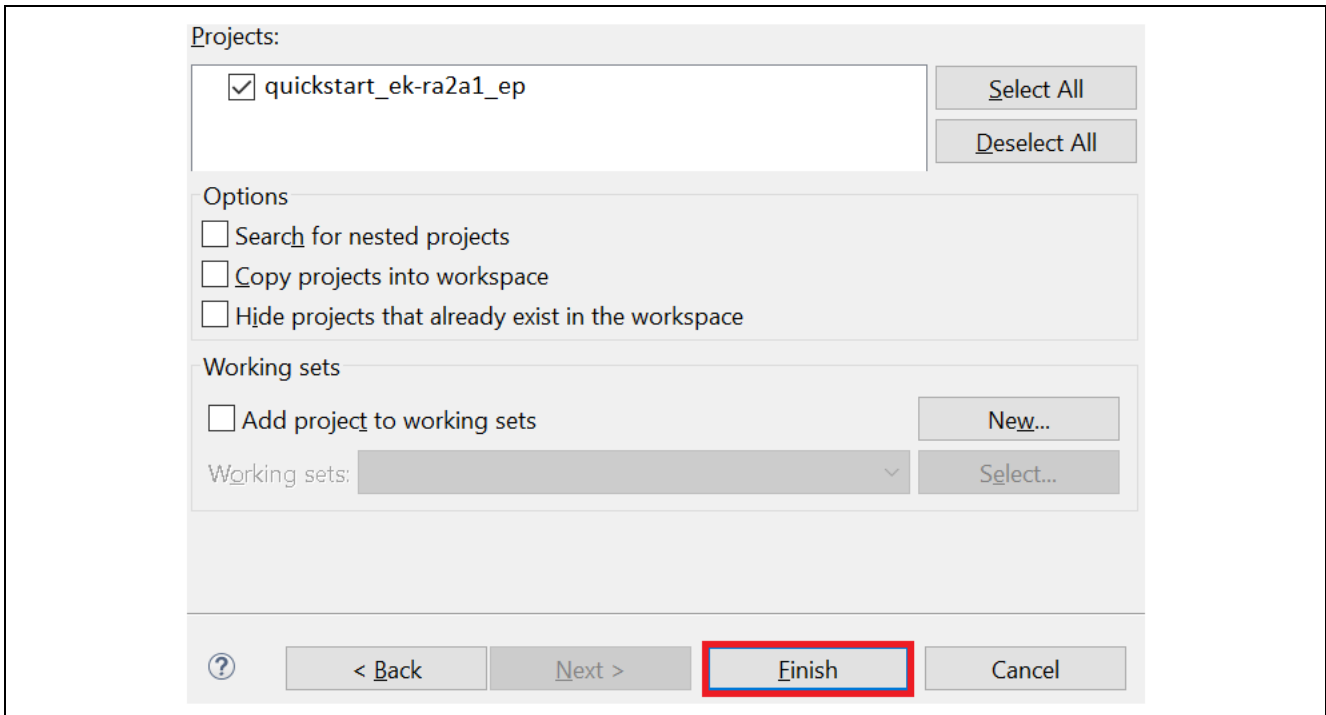 Projects:
quickstart_ek-ra2a1_ep
Select All
Deselect All
Options
Search for nested projects
Copy projects into workspace
Hide projects that already exist in the workspace
Working sets
Add project to working sets
New...
Working sets:
Select...
?
< Back
Next >
Finish
Cancel